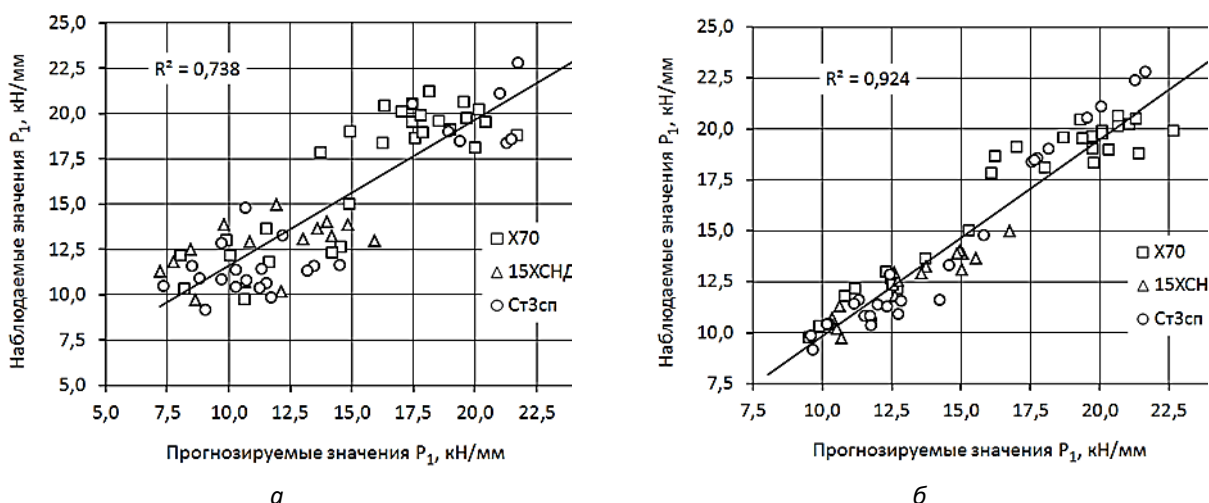 25,0
22,5
20,0
17,5
15,0
12,5
10,0
7,5
5,0
Наблюдаемые значения P₁, кН/мм
R² = 0,738
X70
15ХСНД
Ст3сп
5,0 7,5 10,0 12,5 15,0 17,5 20,0 22,5
Прогнозируемые значения P₁, кН/мм
а
25,0
22,5
20,0
17,5
15,0
12,5
10,0
7,5
Наблюдаемые значения P₁, кН/мм
R² = 0,924
X70
15ХСН
Ст3сп
7,5 10,0 12,5 15,0 17,5 20,0 22,5
Прогнозируемые значения P₁, кН/мм
б